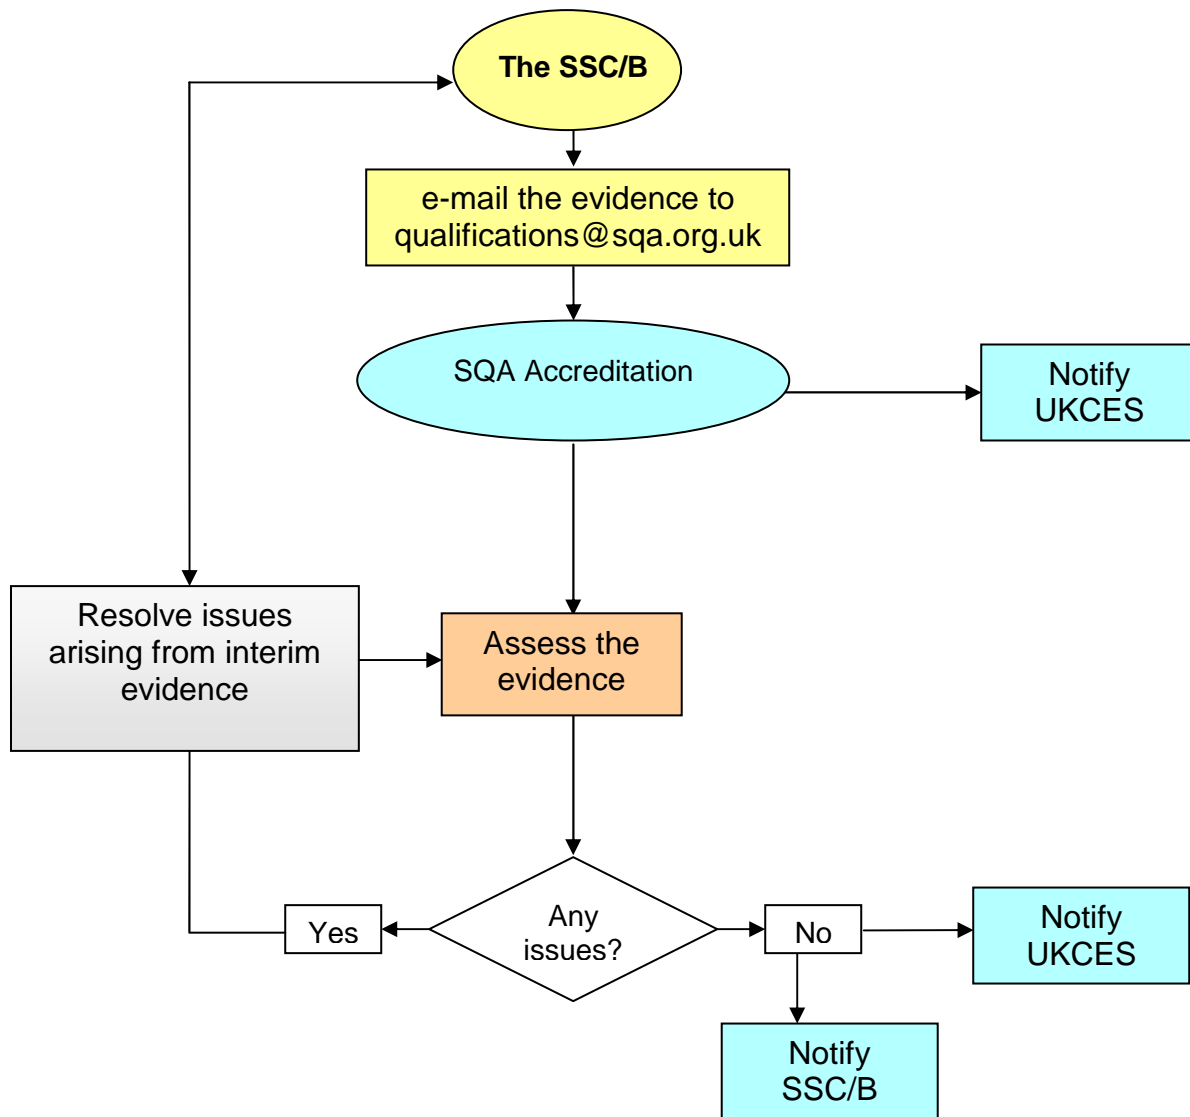 The SSC/B
e-mail the evidence to
qualifications@sqa.org.uk
SQA Accreditation
Notify
UKCES
Resolve issues
arising from interim
evidence
Assess the
evidence
Any
issues?
Yes
No
Notify
UKCES
Notify
SSC/B